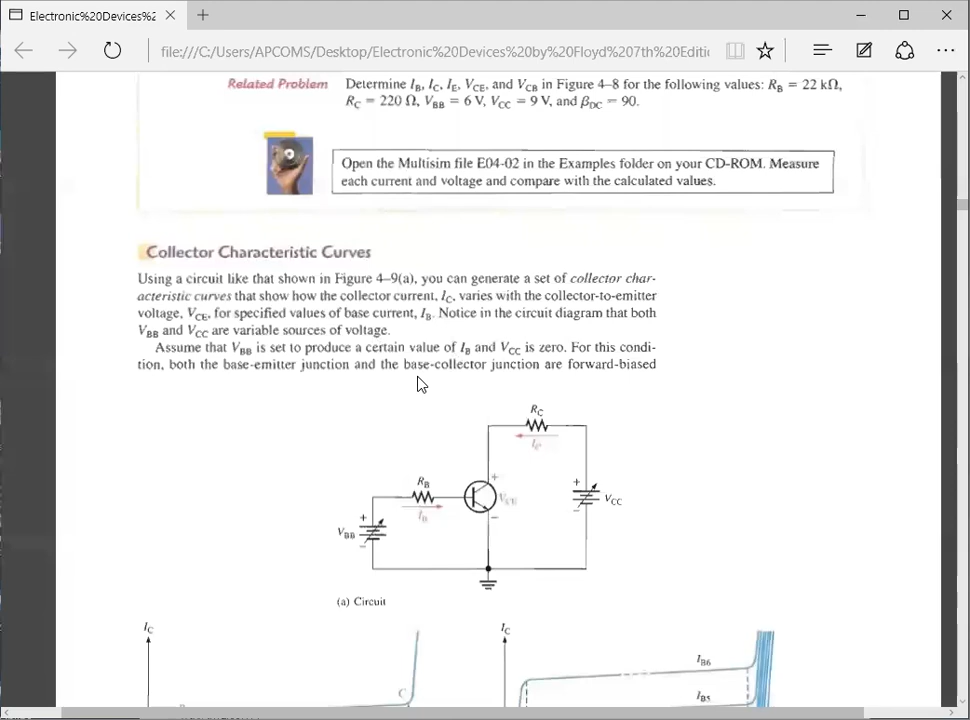 Electronic%20Devices%2
file:///C:/Users/APCOMS/Desktop/Electronic%20Devices%20by%20Floyd%207th%20Editi
Related Problem Determine IB, IC, IE, VCE, and VCB in Figure 4–8 for the following values: RB = 22 kΩ,
RC = 220 Ω, VBB = 6 V, VCC = 9 V, and βDC = 90.
Open the Multisim file E04-02 in the Examples folder on your CD-ROM. Measure
each current and voltage and compare with the calculated values.
Collector Characteristic Curves
Using a circuit like that shown in Figure 4–9(a), you can generate a set of collector char-
acteristic curves that show how the collector current, IC, varies with the collector-to-emitter
voltage, VCE, for specified values of base current, IB. Notice in the circuit diagram that both
VBB and VCC are variable sources of voltage.
Assume that VBB is set to produce a certain value of IB and VCC is zero. For this condi-
tion, both the base-emitter junction and the base-collector junction are forward-biased
RC
IC
RB
+
VCE
+
VCC
IB
−
−
+
VBB
−
(a) Circuit
IC
IC
IB6
C
IB5